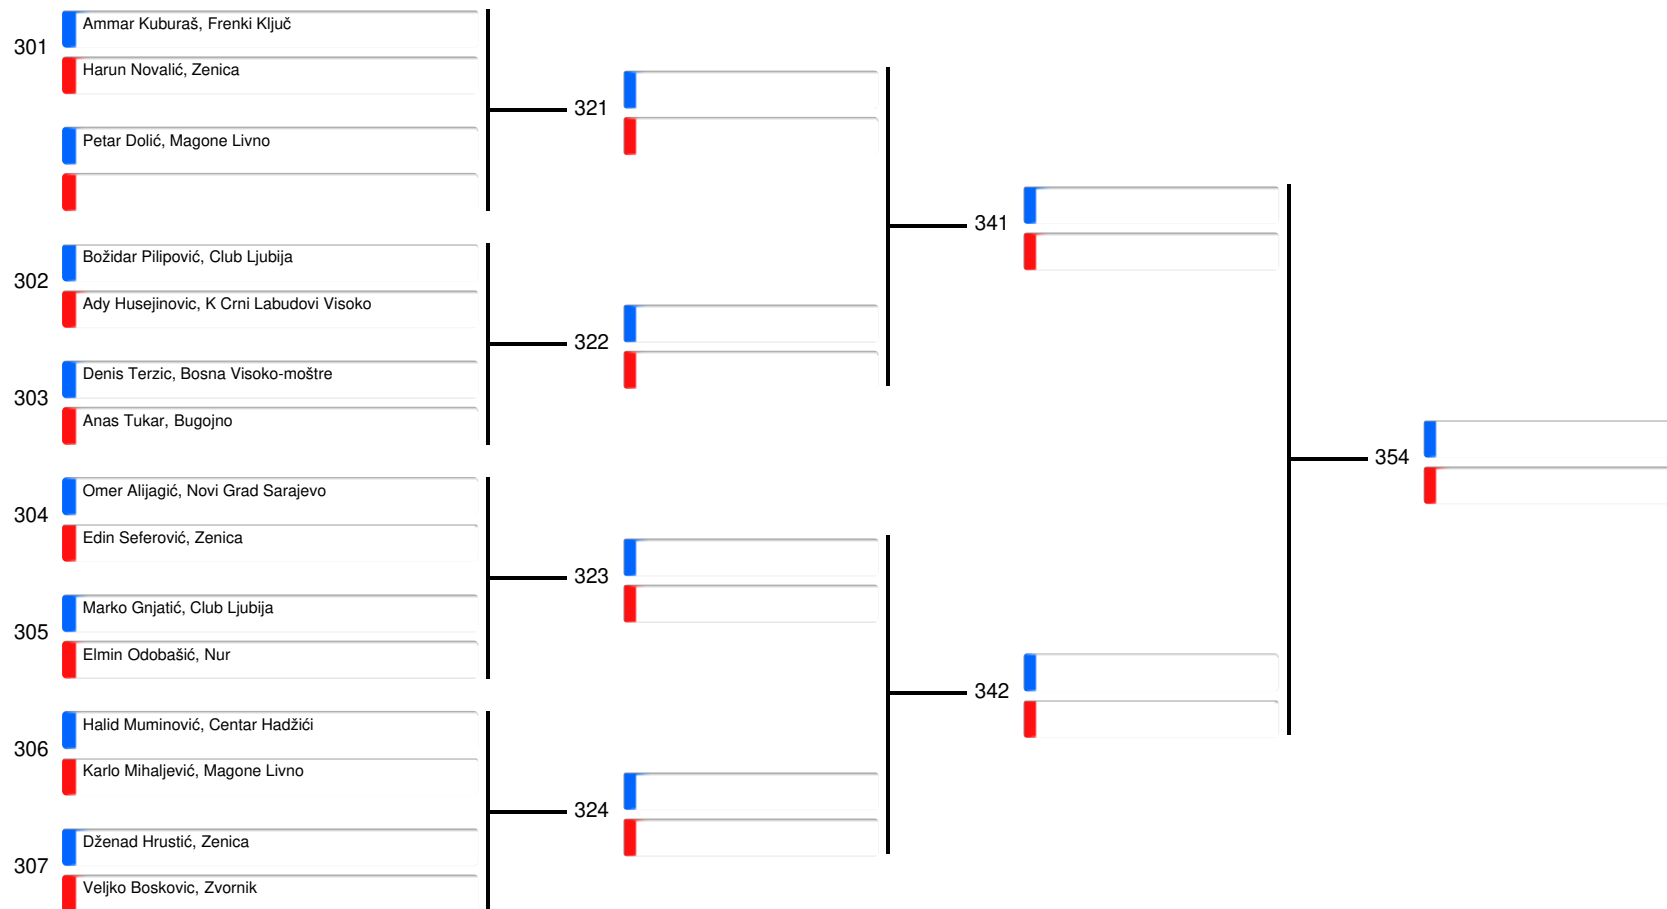 301
Ammar Kuburaš, Frenki Ključ
Harun Novalić, Zenica
Petar Dolić, Magone Livno
302
Božidar Pilipović, Club Ljubija
Ady Husejinovic, K Crni Labudovi Visoko
303
Denis Terzic, Bosna Visoko-moštre
Anas Tukar, Bugojno
304
Omer Alijagić, Novi Grad Sarajevo
Edin Seferović, Zenica
305
Marko Gnjatić, Club Ljubija
Elmin Odobašić, Nur
306
Halid Muminović, Centar Hadžići
Karlo Mihaljević, Magone Livno
307
Dženad Hrustić, Zenica
Veljko Boskovic, Zvornik
321
322
323
324
341
342
354